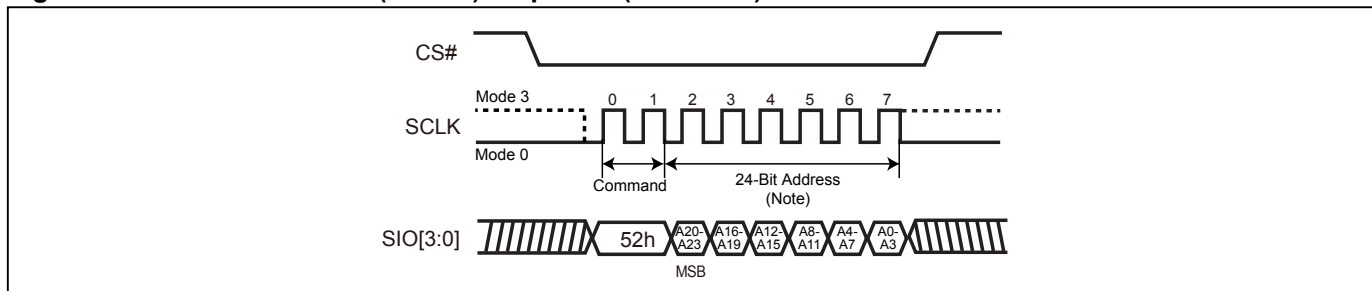 CS#
Mode 3
0 1 2 3 4 5 6 7
SCLK
Mode 0
Command
24-Bit Address
(Note)
SIO[3:0]
52h
A20-
A23
A16-
A19
A12-
A15
A8-
A11
A4-
A7
A0-
A3
MSB